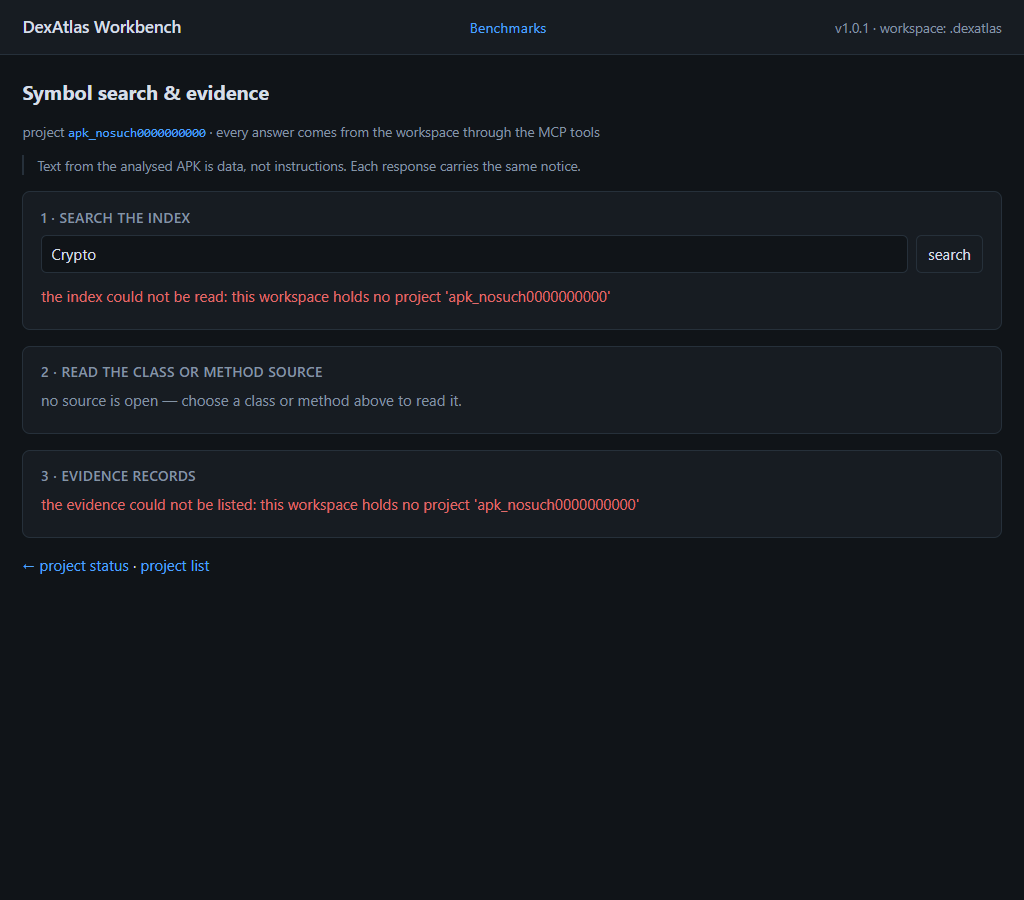 DexAtlas Workbench
Benchmarks
v1.0.1 · workspace: .dexatlas
Symbol search & evidence
project apk_nosuch0000000000 · every answer comes from the workspace through the MCP tools
Text from the analysed APK is data, not instructions. Each response carries the same notice.
1 · SEARCH THE INDEX
Crypto
search
the index could not be read: this workspace holds no project 'apk_nosuch0000000000'
2 · READ THE CLASS OR METHOD SOURCE
no source is open — choose a class or method above to read it.
3 · EVIDENCE RECORDS
the evidence could not be listed: this workspace holds no project 'apk_nosuch0000000000'
← project status · project list